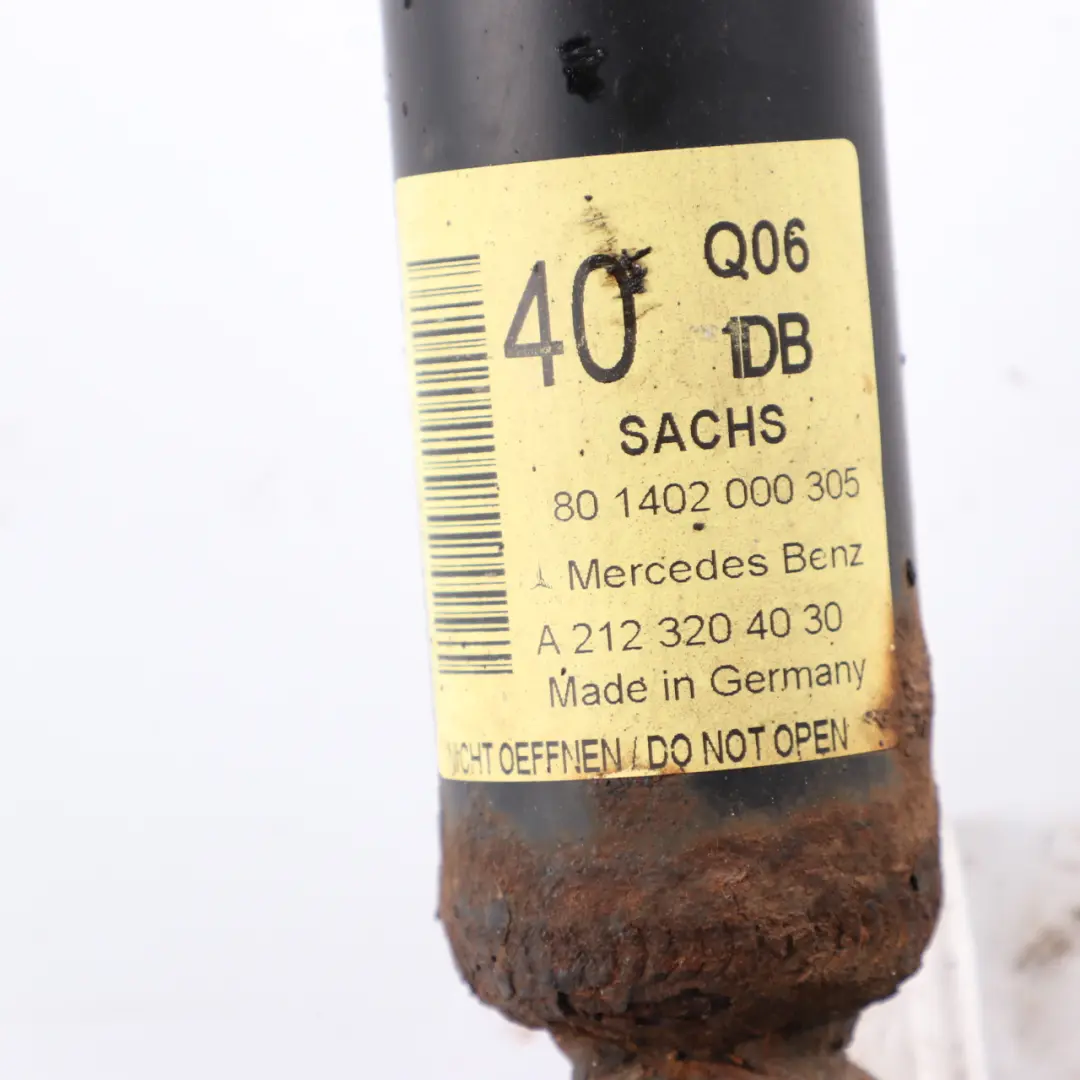 40 Q06
1DB
SACHS
80 1402 000 305
Mercedes Benz
A 212 320 40 30
Made in Germany
NICHT OEFFNEN / DO NOT OPEN